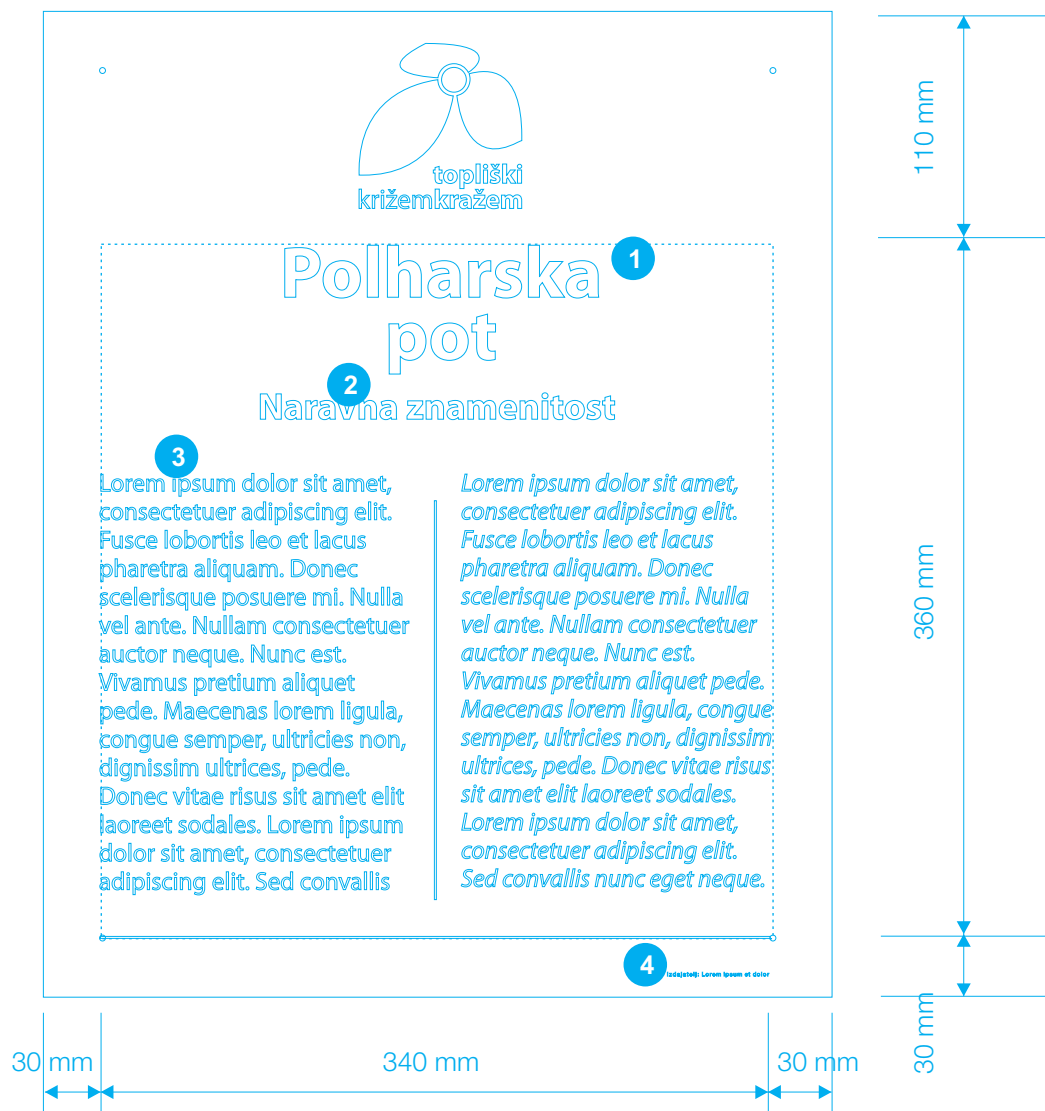 topliški
križemkražem
110 mm
Polharska
1
pot
2
Naravna znamenitost
3
Lorem ipsum dolor sit amet,
consectetuer adipiscing elit.
Fusce lobortis leo et lacus
pharetra aliquam. Donec
scelerisque posuere mi. Nulla
vel ante. Nullam consectetuer
auctor neque. Nunc est.
Vivamus pretium aliquet
pede. Maecenas lorem ligula,
congue semper, ultricies non,
dignissim ultrices, pede.
Donec vitae risus sit amet elit
laoreet sodales. Lorem ipsum
dolor sit amet, consectetuer
adipiscing elit. Sed convallis
Lorem ipsum dolor sit amet,
consectetuer adipiscing elit.
Fusce lobortis leo et lacus
pharetra aliquam. Donec
scelerisque posuere mi. Nulla
vel ante. Nullam consectetuer
auctor neque. Nunc est.
Vivamus pretium aliquet pede.
Maecenas lorem ligula, congue
semper, ultricies non, dignissim
ultrices, pede. Donec vitae risus
sit amet elit laoreet sodales.
Lorem ipsum dolor sit amet,
consectetuer adipiscing elit.
Sed convallis nunc eget neque.
360 mm
4
Izdajatelj: Lorem ipsum et dolor
30 mm
30 mm
340 mm
30 mm